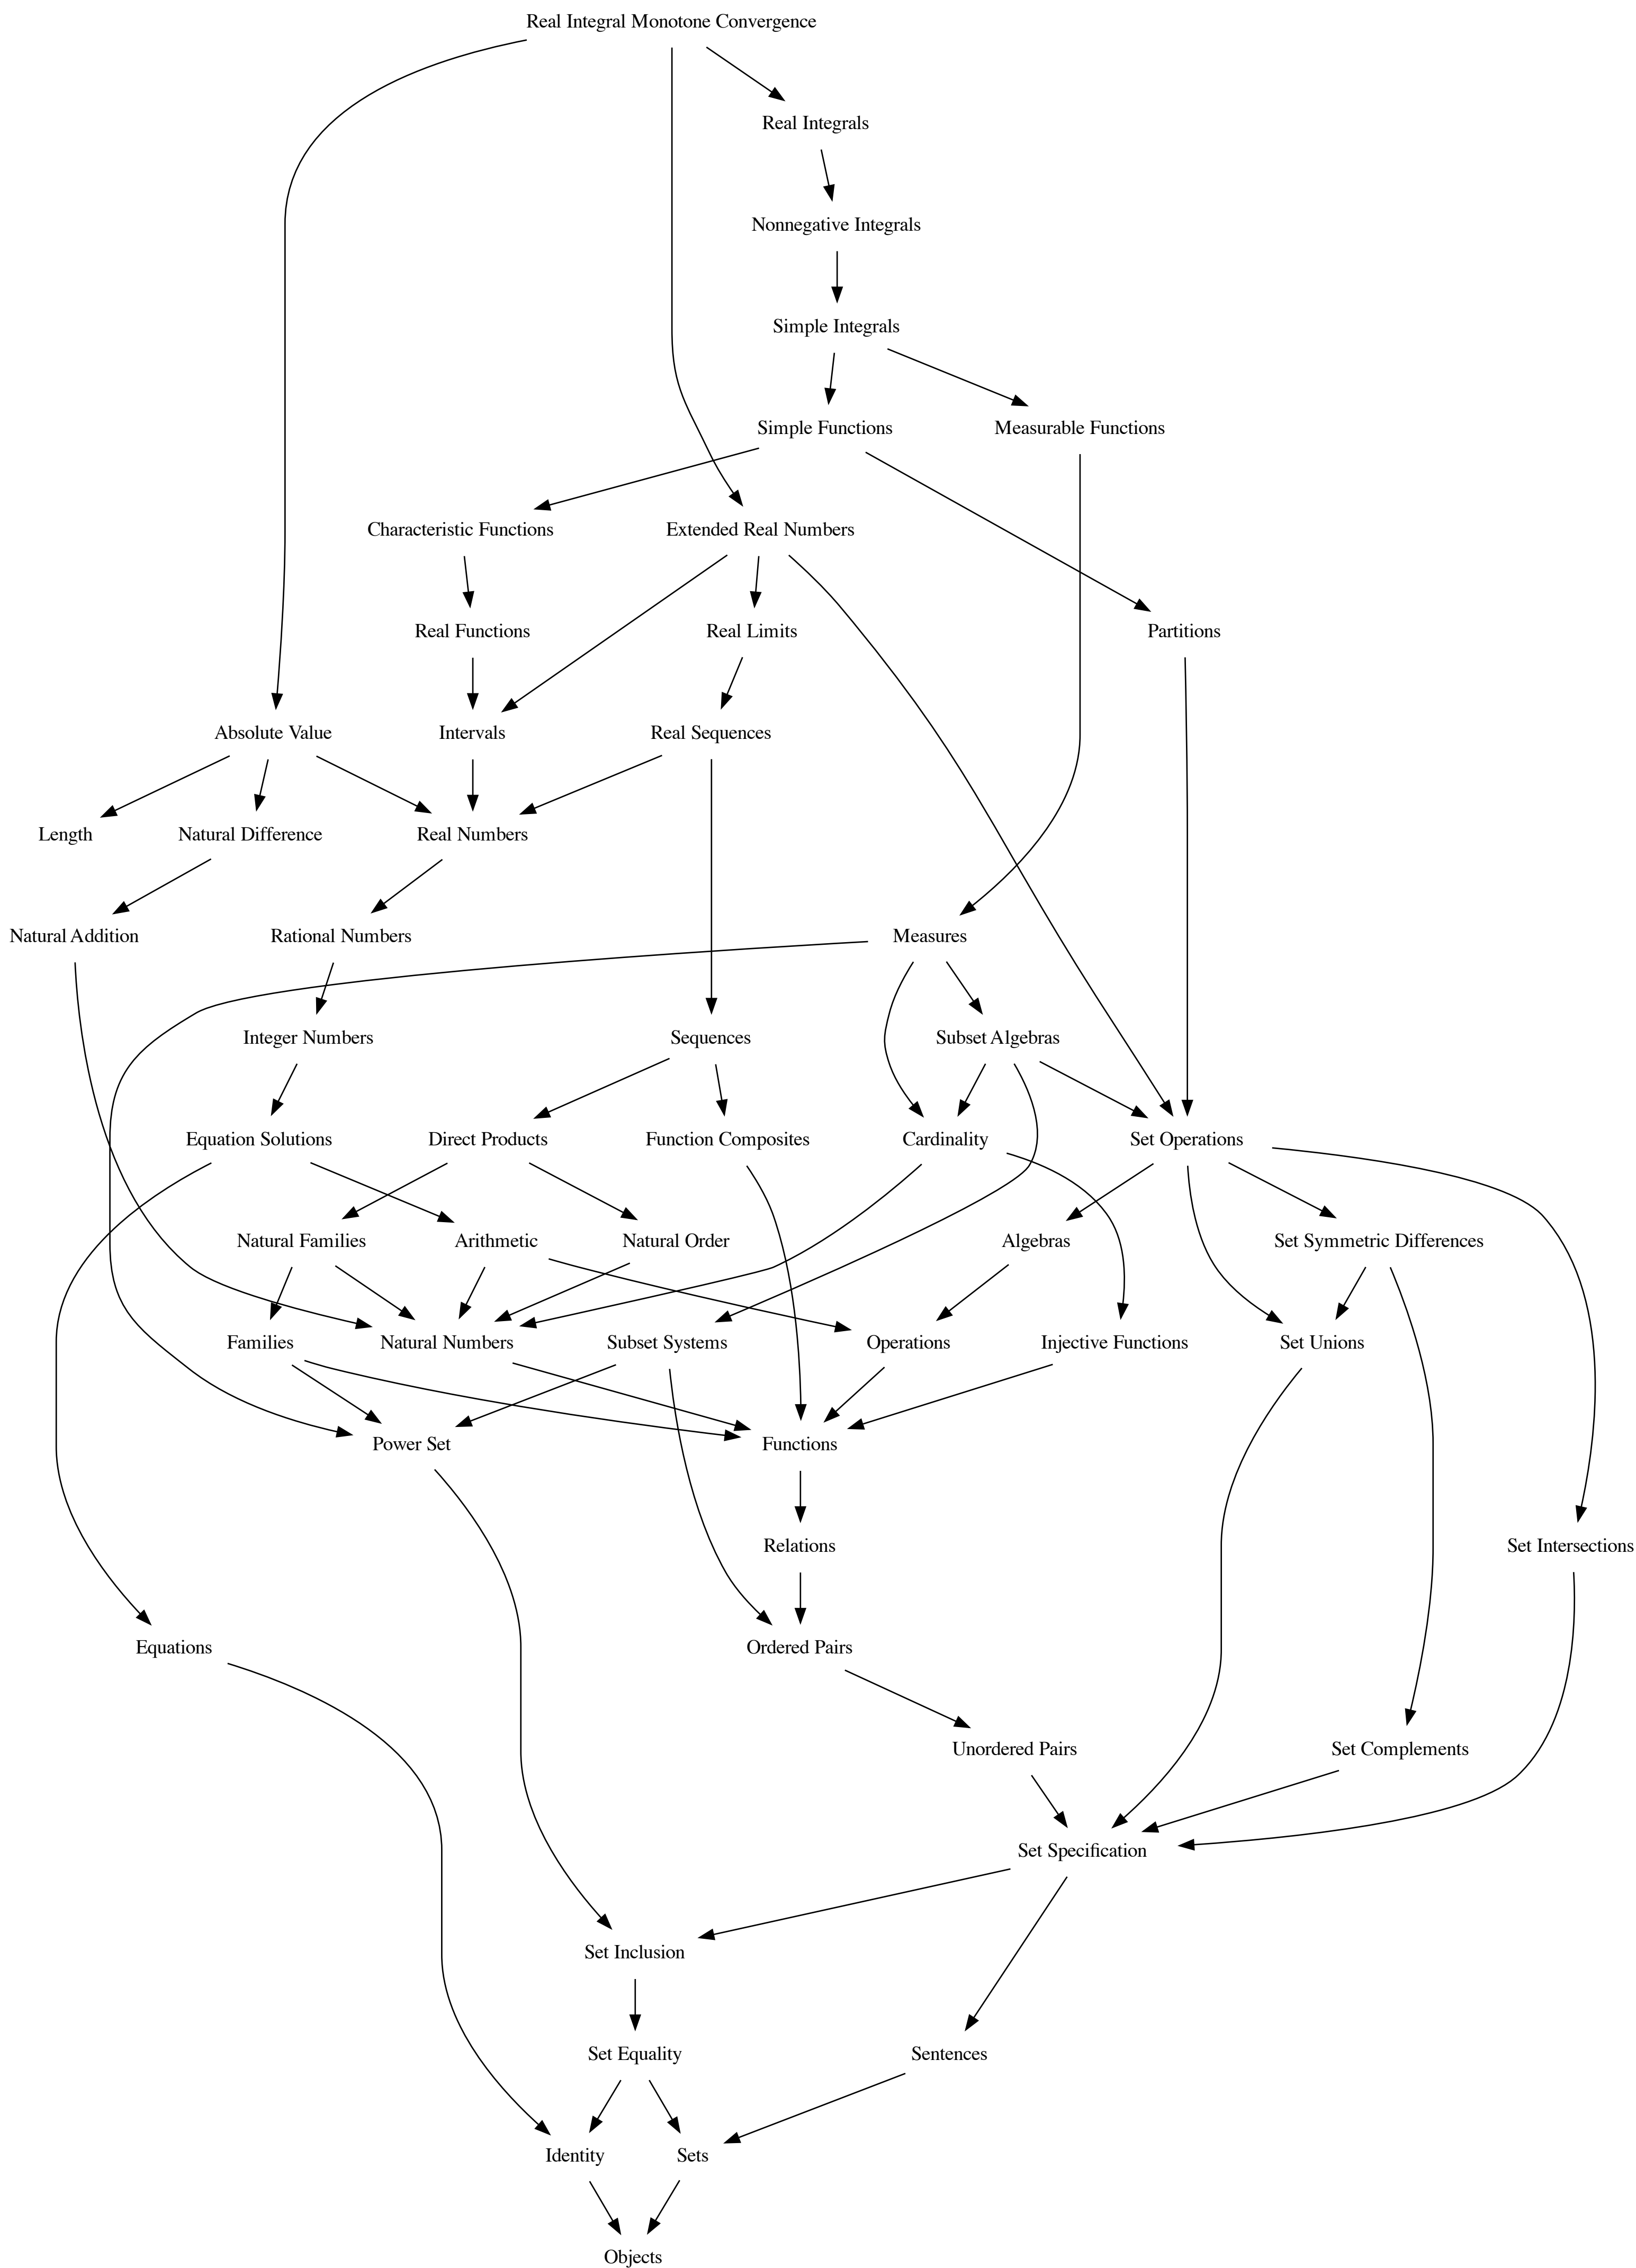 Real Integral Monotone Convergence
Real Integrals
Nonnegative Integrals
Simple Integrals
Simple Functions
Measurable Functions
Characteristic Functions
Extended Real Numbers
Real Functions
Real Limits
Partitions
Absolute Value
Intervals
Real Sequences
Length
Natural Difference
Real Numbers
Natural Addition
Rational Numbers
Measures
Integer Numbers
Sequences
Subset Algebras
Equation Solutions
Direct Products
Function Composites
Cardinality
Set Operations
Natural Families
Arithmetic
Natural Order
Algebras
Set Symmetric Differences
Families
Natural Numbers
Subset Systems
Operations
Injective Functions
Set Unions
Power Set
Functions
Relations
Set Intersections
Equations
Ordered Pairs
Unordered Pairs
Set Complements
Set Specification
Set Inclusion
Set Equality
Sentences
Identity
Sets
Objects